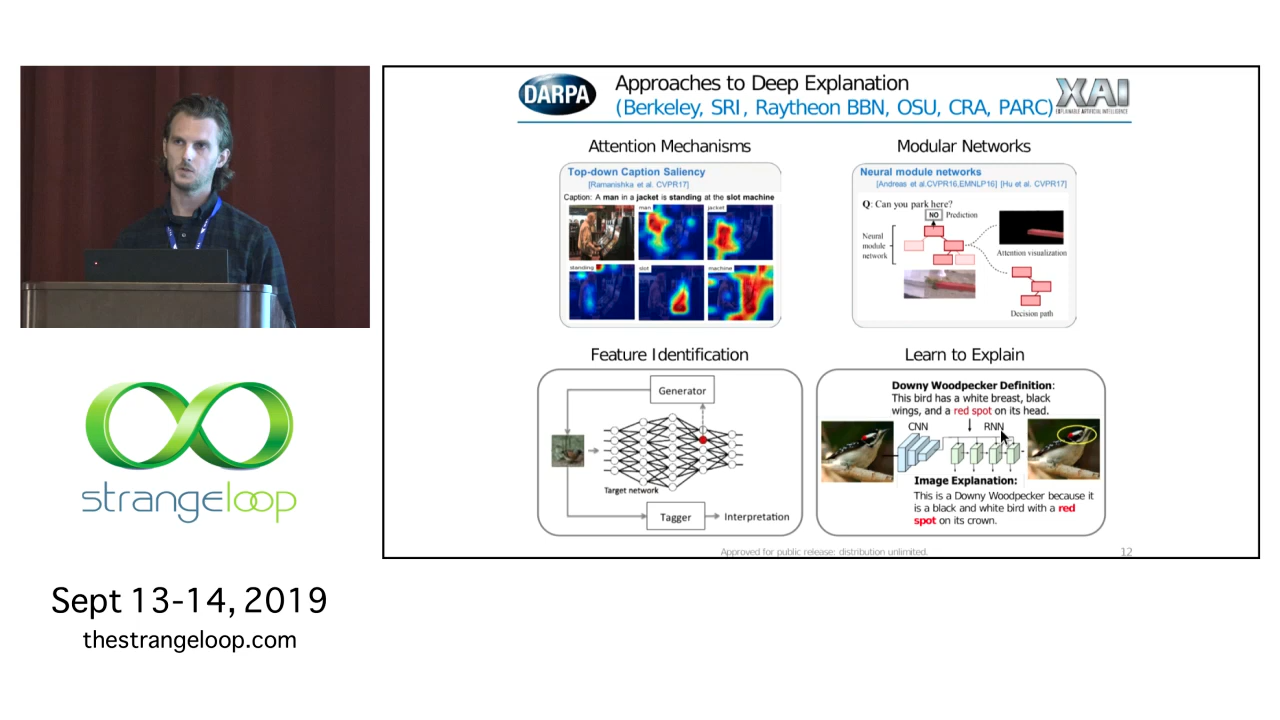 DARPA
Approaches to Deep Explanation
(Berkeley, SRI, Raytheon BBN, OSU, CRA, PARC)
XAI
EXPLAINABLE ARTIFICIAL INTELLIGENCE
Attention Mechanisms
Top-down Caption Saliency
[Ramanishka et al. CVPR17]
Caption: A man in a jacket is standing at the slot machine
man
jacket
standing
slot
machine
Modular Networks
Neural module networks
[Andreas et al.CVPR16,EMNLP16] [Hu et al. CVPR17]
Q: Can you park here?
NO
Prediction
Neural
module
network
Attention visualization
Decision path
Feature Identification
Generator
Target network
Tagger
Interpretation
Learn to Explain
Downy Woodpecker Definition:
This bird has a white breast, black
wings, and a red spot on its head.
CNN
RNN
Image Explanation:
This is a Downy Woodpecker because it
is a black and white bird with a red
spot on its crown.
Approved for public release: distribution unlimited.
12
strangeloop
Sept 13-14, 2019
thestrangeloop.com